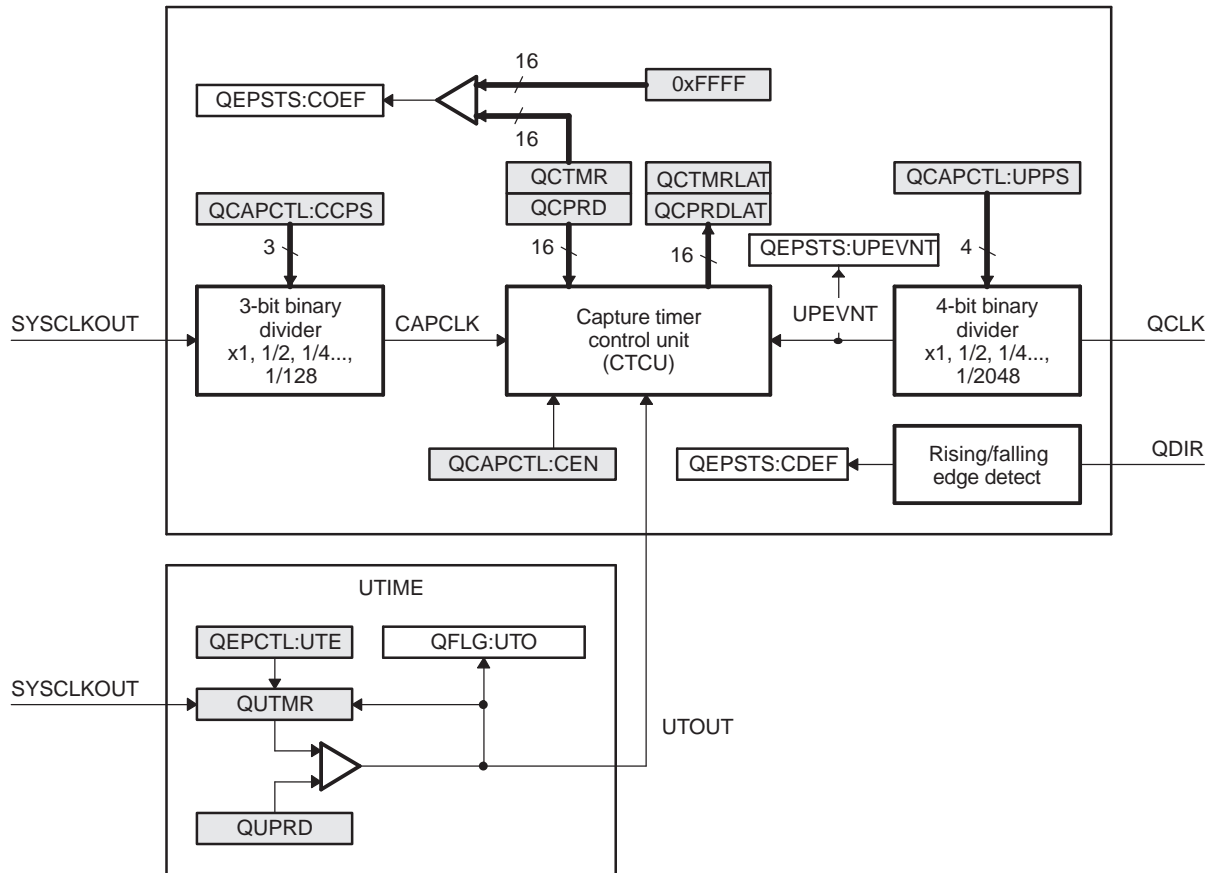 16
0xFFFF
QEPSTS:COEF
16
QCTMR
QCTMRLAT
QCAPCTL:UPPS
QCAPCTL:CCPS
QCPRD
QCPRDLAT
3
16
16
QEPSTS:UPEVNT
4
SYSCLKOUT
3-bit binary
divider
x1, 1/2, 1/4...,
1/128
CAPCLK
Capture timer
control unit
(CTCU)
UPEVNT
4-bit binary
divider
x1, 1/2, 1/4...,
1/2048
QCLK
QCAPCTL:CEN
QEPSTS:CDEF
Rising/falling
edge detect
QDIR
UTIME
QEPCTL:UTE
QFLG:UTO
SYSCLKOUT
QUTMR
UTOUT
QUPRD